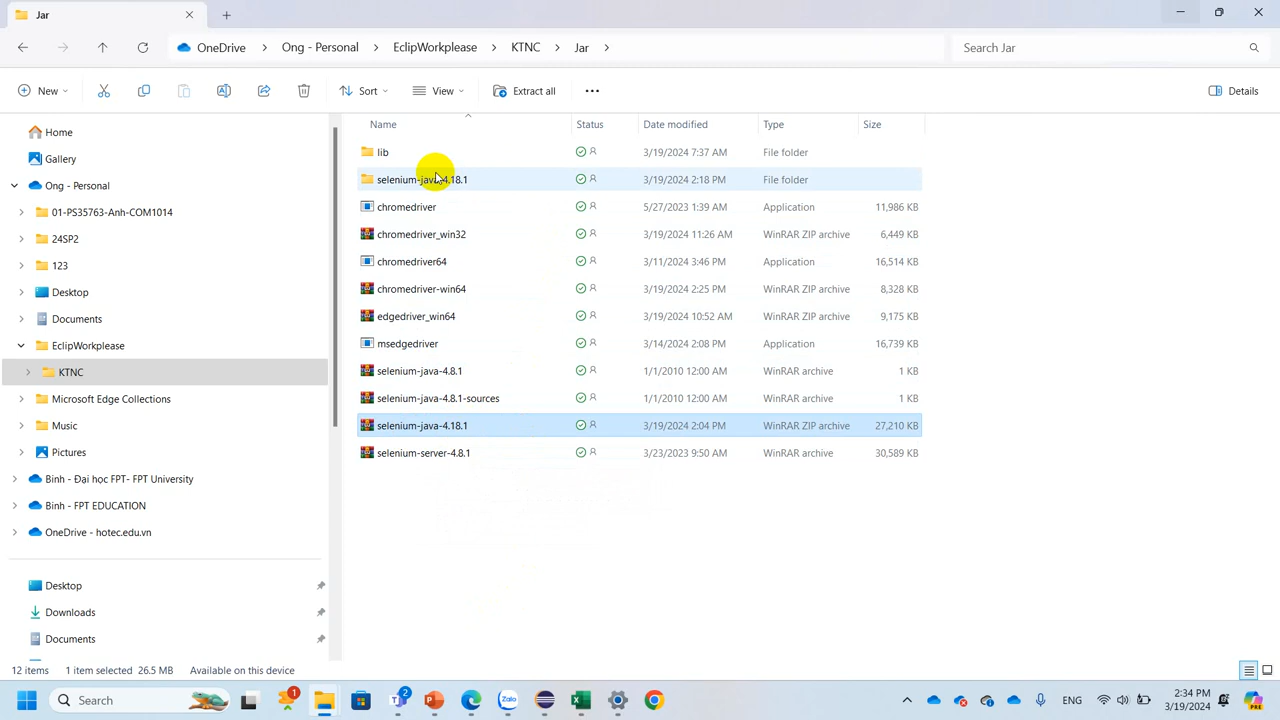 Jar
OneDrive > Ong - Personal > EclipWorkplease > KTNC > Jar >
Search Jar
New
Sort
View
Extract all
Details
Home
Gallery
Ong - Personal
01-PS35763-Anh-COM1014
24SP2
123
Desktop
Documents
EclipWorkplease
KTNC
Microsoft Edge Collections
Music
Pictures
Binh - Đại học FPT- FPT University
Binh - FPT EDUCATION
OneDrive - hotec.edu.vn
Desktop
Downloads
Documents
Name Status Date modified Type Size
lib 3/19/2024 7:37 AM File folder
selenium-java-4.18.1 3/19/2024 2:18 PM File folder
chromedriver 5/27/2023 1:39 AM Application 11,986 KB
chromedriver_win32 3/19/2024 11:26 AM WinRAR ZIP archive 6,449 KB
chromedriver64 3/11/2024 3:46 PM Application 16,514 KB
chromedriver-win64 3/19/2024 2:25 PM WinRAR ZIP archive 8,328 KB
edgedriver_win64 3/19/2024 10:52 AM WinRAR ZIP archive 9,175 KB
msedgedriver 3/14/2024 2:08 PM Application 16,739 KB
selenium-java-4.8.1 1/1/2010 12:00 AM WinRAR archive 1 KB
selenium-java-4.8.1-sources 1/1/2010 12:00 AM WinRAR archive 1 KB
selenium-java-4.18.1 3/19/2024 2:04 PM WinRAR ZIP archive 27,210 KB
selenium-server-4.8.1 3/23/2023 9:50 AM WinRAR archive 30,589 KB
12 items 1 item selected 26.5 MB Available on this device
Search
1
2
ENG
2:34 PM
3/19/2024
PRE